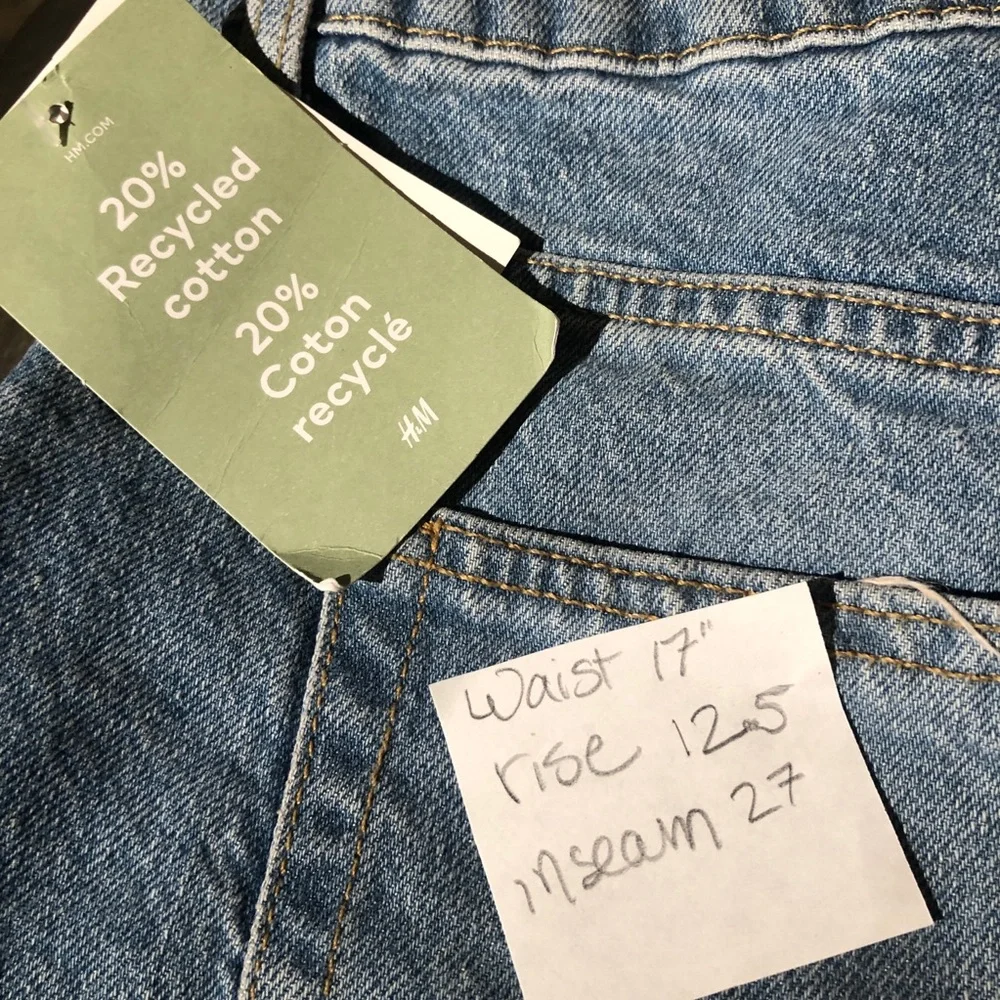 HM.COM
20%
Recycled
cotton
20%
Coton
recyclé
H&M
Waist 17"
rise 12.5
inseam 27